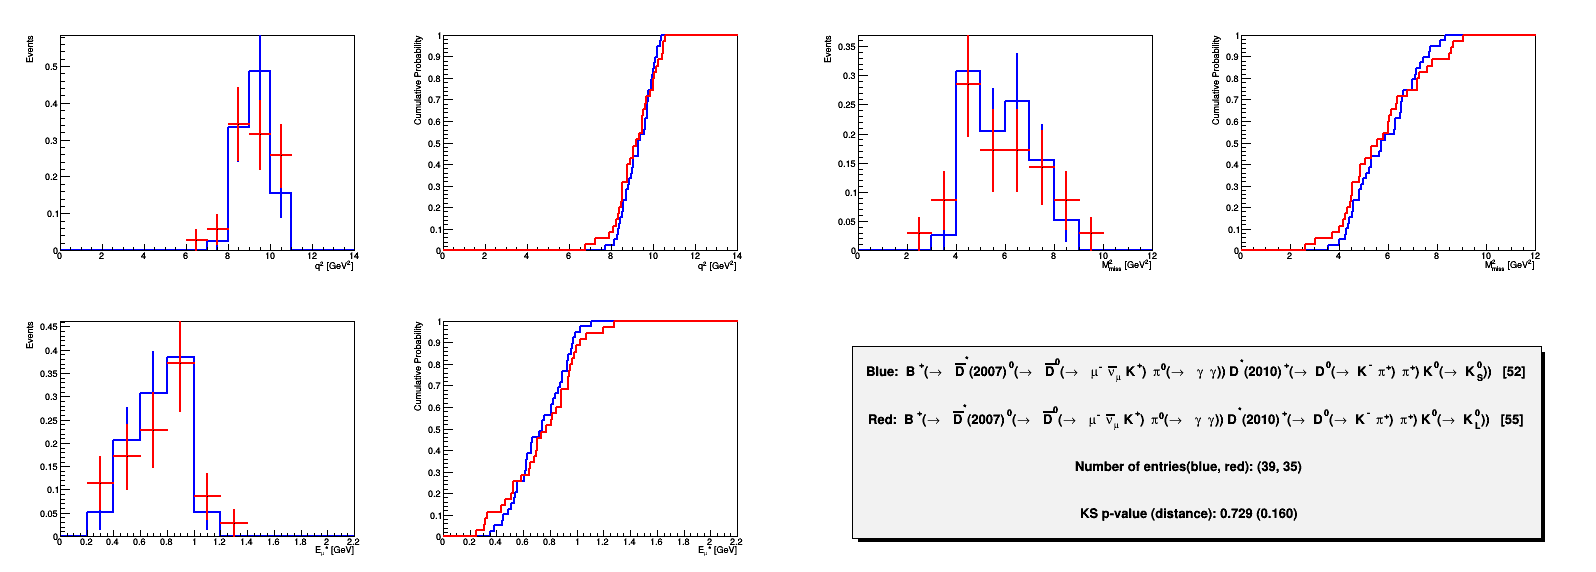 Events
0.5
0.4
0.3
0.2
0.1
0
0 2 4 6 8 10 12 14
q² [GeV²]
Cumulative Probability
1
0.9
0.8
0.7
0.6
0.5
0.4
0.3
0.2
0.1
0
0 2 4 6 8 10 12 14
q² [GeV²]
Events
0.35
0.3
0.25
0.2
0.15
0.1
0.05
0
0 2 4 6 8 10 12
M²miss [GeV²]
Cumulative Probability
1
0.9
0.8
0.7
0.6
0.5
0.4
0.3
0.2
0.1
0
0 2 4 6 8 10 12
M²miss [GeV²]
Events
0.45
0.4
0.35
0.3
0.25
0.2
0.15
0.1
0.05
0
0 0.2 0.4 0.6 0.8 1 1.2 1.4 1.6 1.8 2 2.2
Eμ* [GeV]
Cumulative Probability
1
0.9
0.8
0.7
0.6
0.5
0.4
0.3
0.2
0.1
0
0 0.2 0.4 0.6 0.8 1 1.2 1.4 1.6 1.8 2 2.2
Eμ* [GeV]
Blue: B⁺(→ D̅*(2007)⁰(→ D̅⁰(→ μ⁻ ν̅μ K⁺) π⁰(→ γ γ)) D*(2010)⁺(→ D⁰(→ K⁻ π⁺) π⁺) K⁰(→ K⁰S)) [52]
Red: B⁺(→ D̅*(2007)⁰(→ D̅⁰(→ μ⁻ ν̅μ K⁺) π⁰(→ γ γ)) D*(2010)⁺(→ D⁰(→ K⁻ π⁺) π⁺) K⁰(→ K⁰L)) [55]
Number of entries(blue, red): (39, 35)
KS p-value (distance): 0.729 (0.160)